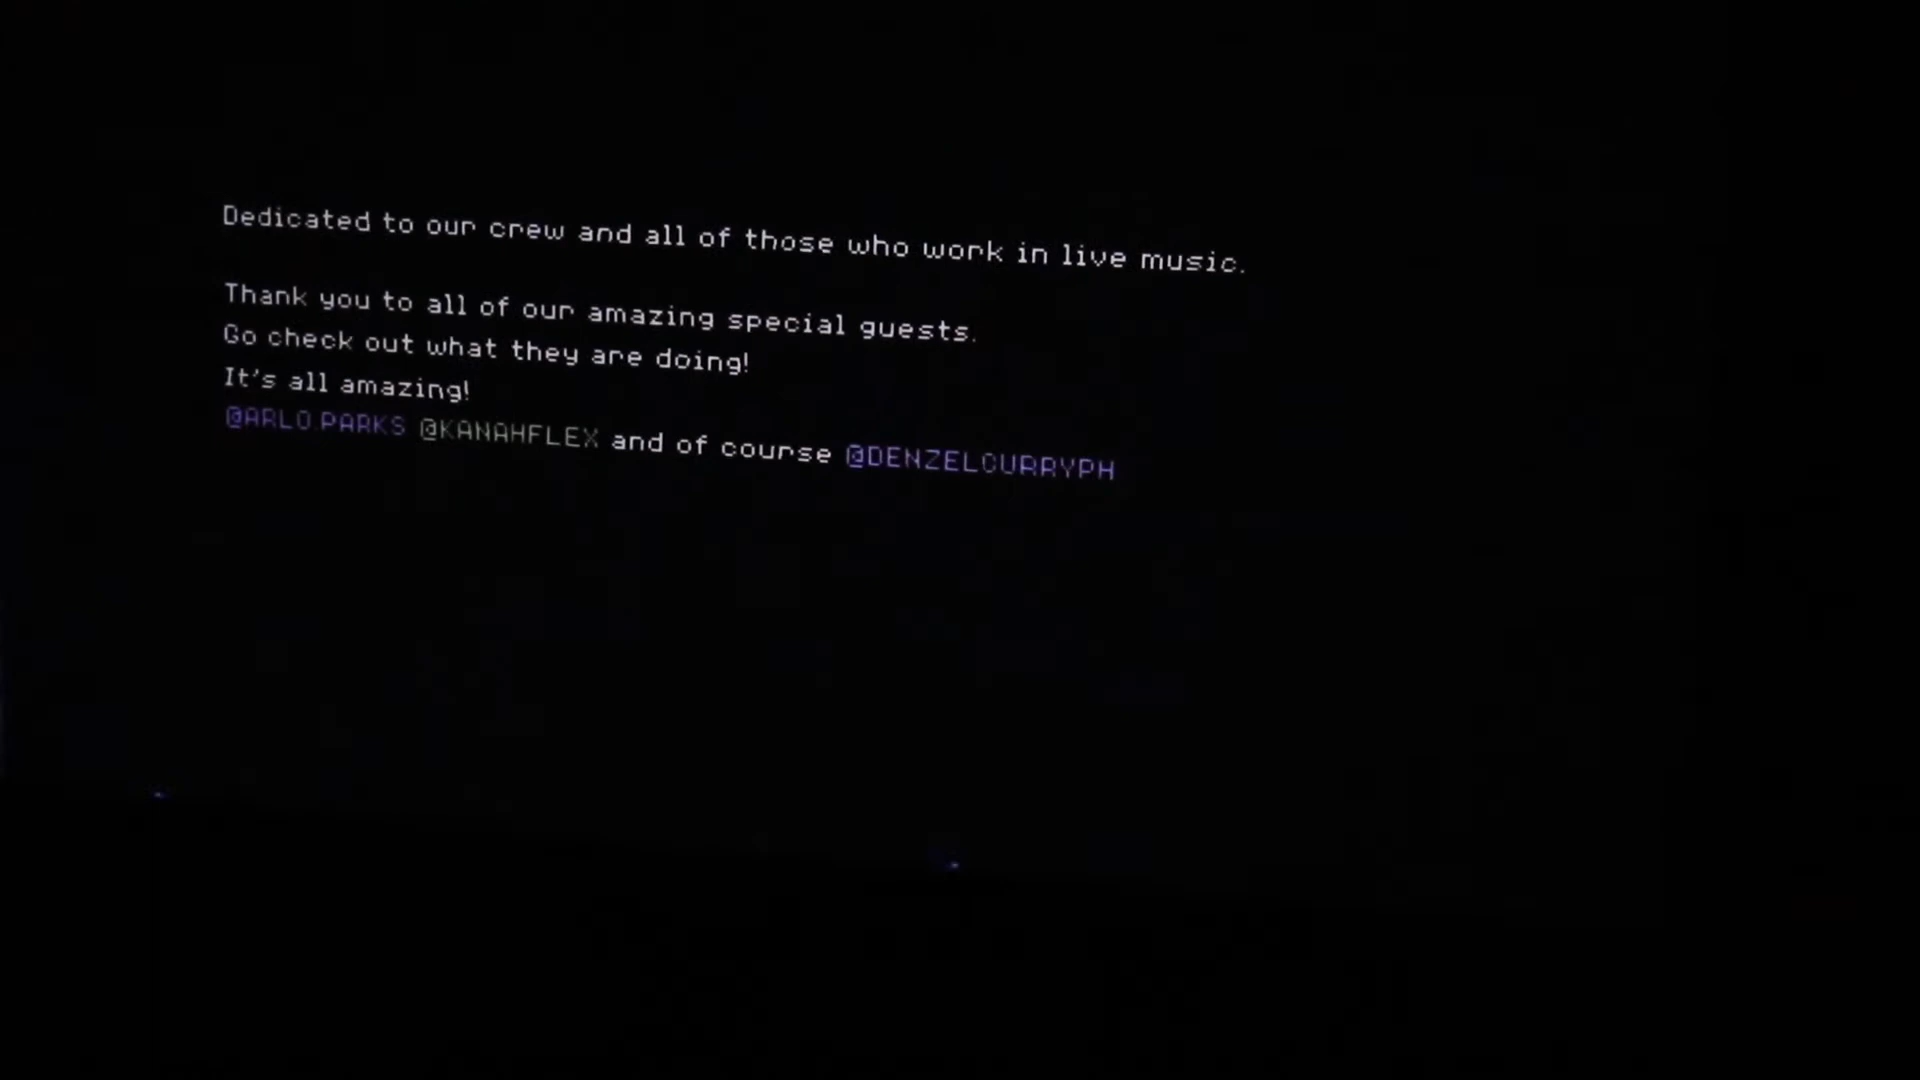 Dedicated to our crew and all of those who work in live music.
Thank you to all of our amazing special guests.
Go check out what they are doing!
It's all amazing!
@ARLO.PARKS @KANAHFLEX and of course @DENZELCURRYPH